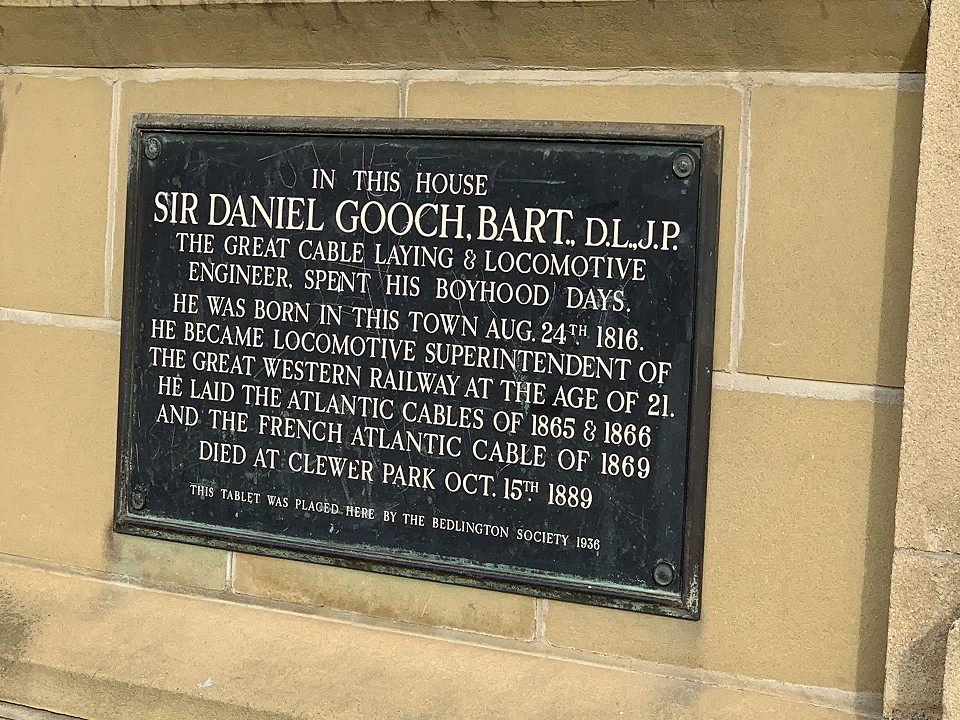 IN THIS HOUSE
SIR DANIEL GOOCH, BART., D.L., J.P.
THE GREAT CABLE LAYING & LOCOMOTIVE
ENGINEER, SPENT HIS BOYHOOD DAYS.
HE WAS BORN IN THIS TOWN AUG. 24TH 1816.
HE BECAME LOCOMOTIVE SUPERINTENDENT OF
THE GREAT WESTERN RAILWAY AT THE AGE OF 21.
HE LAID THE ATLANTIC CABLES OF 1865 & 1866
AND THE FRENCH ATLANTIC CABLE OF 1869
DIED AT CLEWER PARK OCT. 15TH 1889
THIS TABLET WAS PLACED HERE BY THE BEDLINGTON SOCIETY 1936